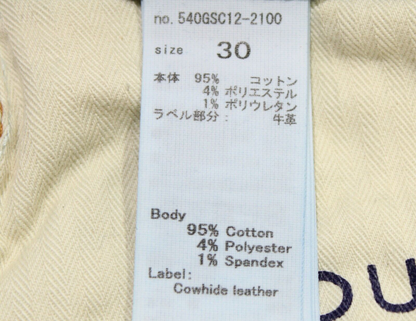 no. 540GSC12-2100
size 30
本体 95% コットン
4% ポリエステル
1% ポリウレタン
ラベル部分: 牛革
Body
95% Cotton
4% Polyester
1% Spandex
Label:
Cowhide leather
OU